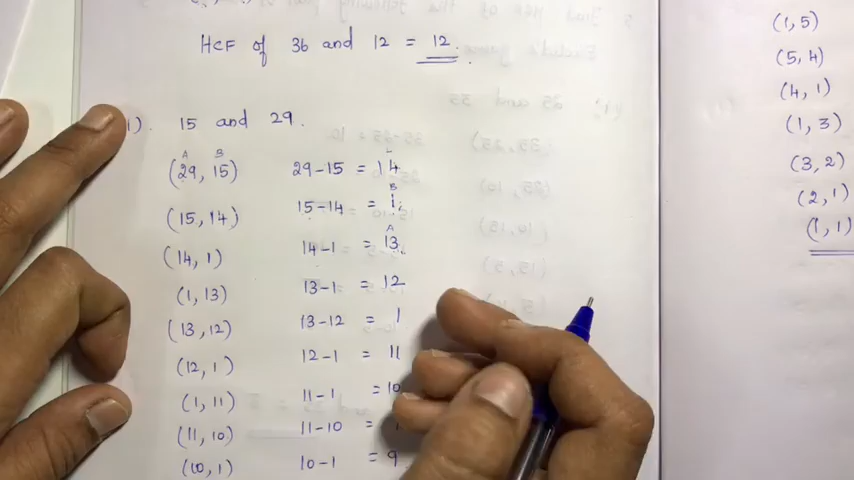 HCF of 36 and 12 = 12.
1). 15 and 29.
A B L
(29, 15) 29-15 = 14
B
(15, 14) 15-14 = 1
A
(14, 1) 14-1 = 13
(1, 13) 13-1 = 12
(13, 12) 13-12 = 1
(12, 1) 12-1 = 11
(1, 11) 11-1 = 10
(11, 10) 11-10 =
(10, 1) 10-1 = 9
(1, 5)
(5, 4)
(4, 1)
(1, 3)
(3, 2)
(2, 1)
(1, 1)